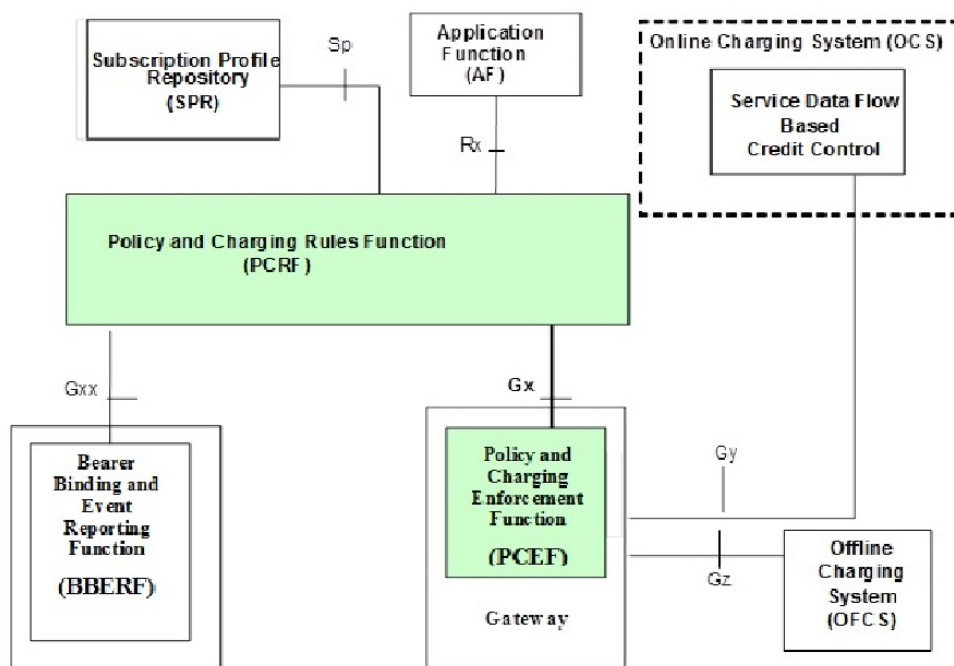 Subscription Profile
Repository
(SPR)
Sp
Application
Function
(AF)
Rx
Online Charging System (OCS)
Service Data Flow
Based
Credit Control
Policy and Charging Rules Function
(PCRF)
Gxx
Gx
Bearer
Binding and
Event
Reporting
Function
(BBERF)
Policy and
Charging
Enforcement
Function
(PCEF)
Gateway
Gy
Gz
Offline
Charging
System
(OFCS)